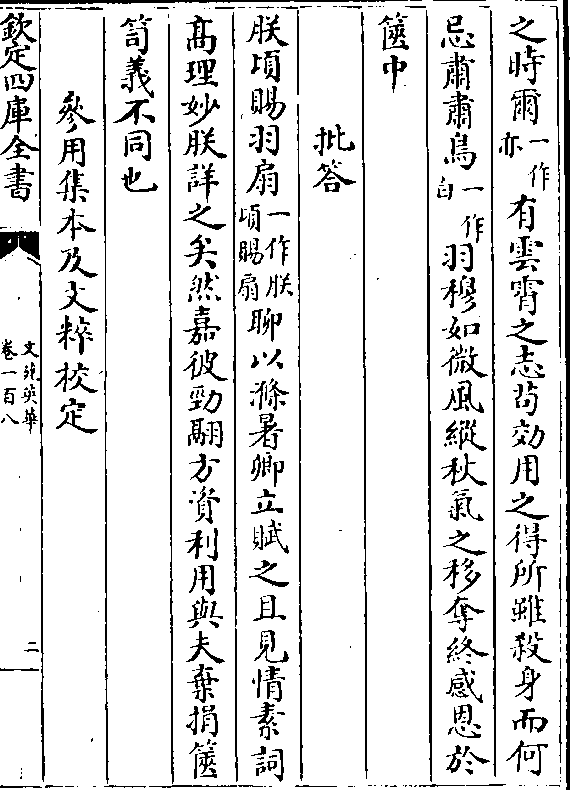 之時爾一作亦有雲霄之志苟効用之得所雖殺身而何
忌肅肅鳥一作白羽穆如微風縱秋氣之移奪終感恩於
篋中
批答
朕頃賜羽扇一作朕頃賜扇聊以滌暑卿立賦之且見情素詞
高理妙朕詳之矣然嘉彼勁翮方資利用與夫棄捐篋
笥義不同也
參用集本及文粹校定
欽定四庫全書
文苑英華
卷一百八
二